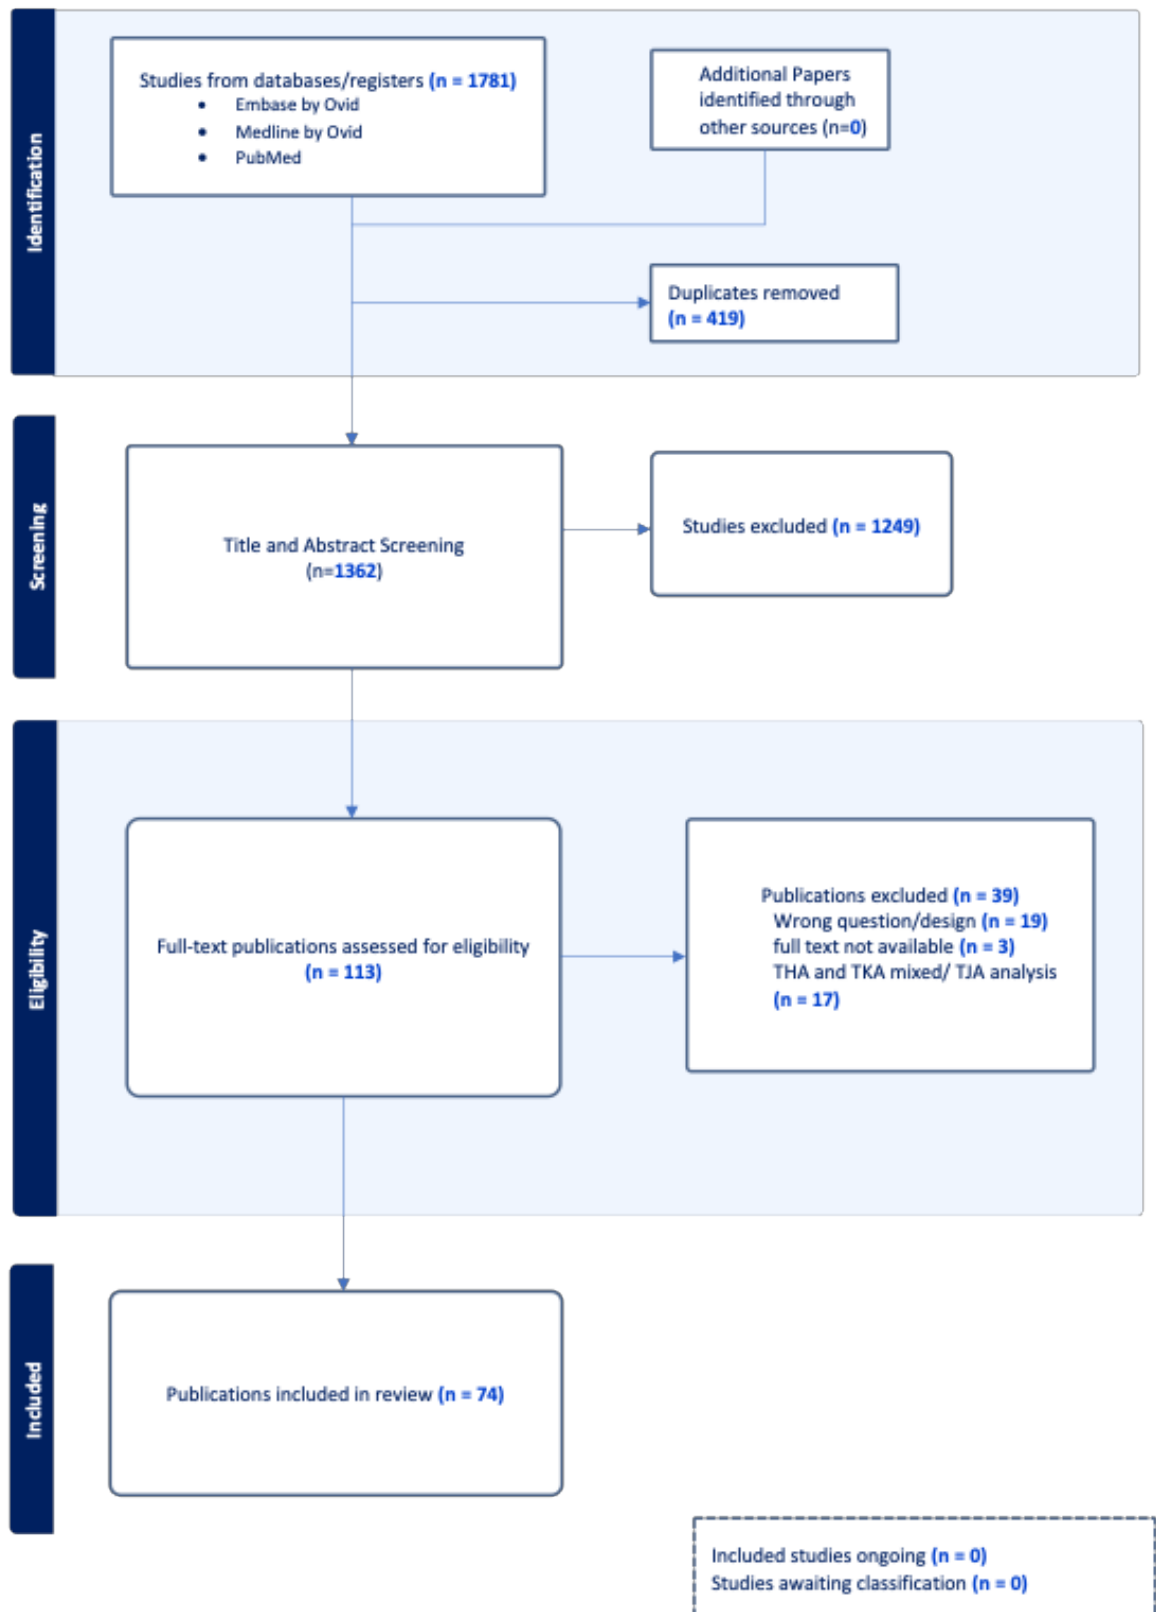 Identification
Studies from databases/registers (n = 1781)
• Embase by Ovid
• Medline by Ovid
• PubMed
Additional Papers
identified through
other sources (n=0)
Duplicates removed
(n = 419)
Screening
Title and Abstract Screening
(n=1362)
Studies excluded (n = 1249)
Eligibility
Full-text publications assessed for eligibility
(n = 113)
Publications excluded (n = 39)
Wrong question/design (n = 19)
full text not available (n = 3)
THA and TKA mixed/ TJA analysis
(n = 17)
Included
Publications included in review (n = 74)
Included studies ongoing (n = 0)
Studies awaiting classification (n = 0)